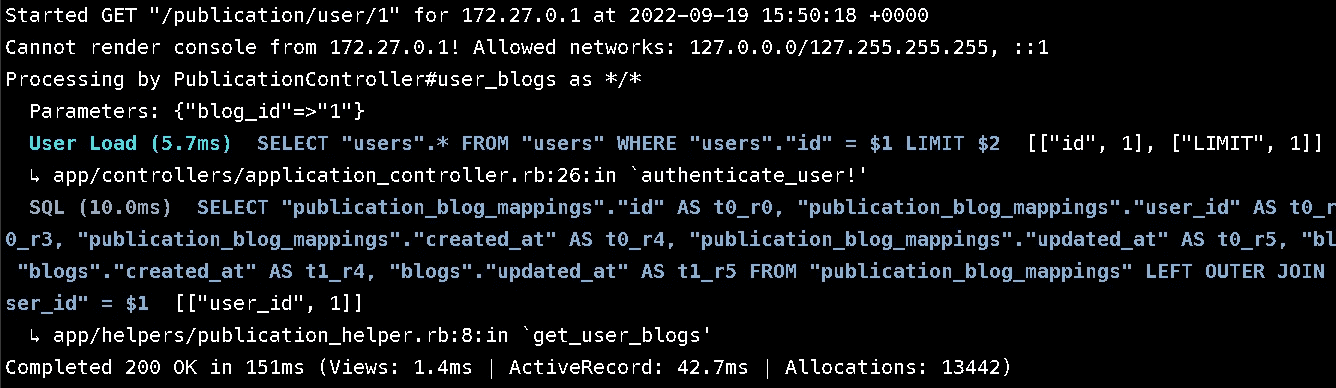 Started GET "/publication/user/1" for 172.27.0.1 at 2022-09-19 15:50:18 +0000
Cannot render console from 172.27.0.1! Allowed networks: 127.0.0.0/127.255.255.255, ::1
Processing by PublicationController#user_blogs as */*
  Parameters: {"blog_id"=>"1"}
  User Load (5.7ms)  SELECT "users".* FROM "users" WHERE "users"."id" = $1 LIMIT $2  [["id", 1], ["LIMIT", 1]]
  ↳ app/controllers/application_controller.rb:26:in `authenticate_user!'
  SQL (10.0ms)  SELECT "publication_blog_mappings"."id" AS t0_r0, "publication_blog_mappings"."user_id" AS t0_r
0_r3, "publication_blog_mappings"."created_at" AS t0_r4, "publication_blog_mappings"."updated_at" AS t0_r5, "bl
 "blogs"."created_at" AS t1_r4, "blogs"."updated_at" AS t1_r5 FROM "publication_blog_mappings" LEFT OUTER JOIN
ser_id" = $1  [["user_id", 1]]
  ↳ app/helpers/publication_helper.rb:8:in `get_user_blogs'
Completed 200 OK in 151ms (Views: 1.4ms | ActiveRecord: 42.7ms | Allocations: 13442)